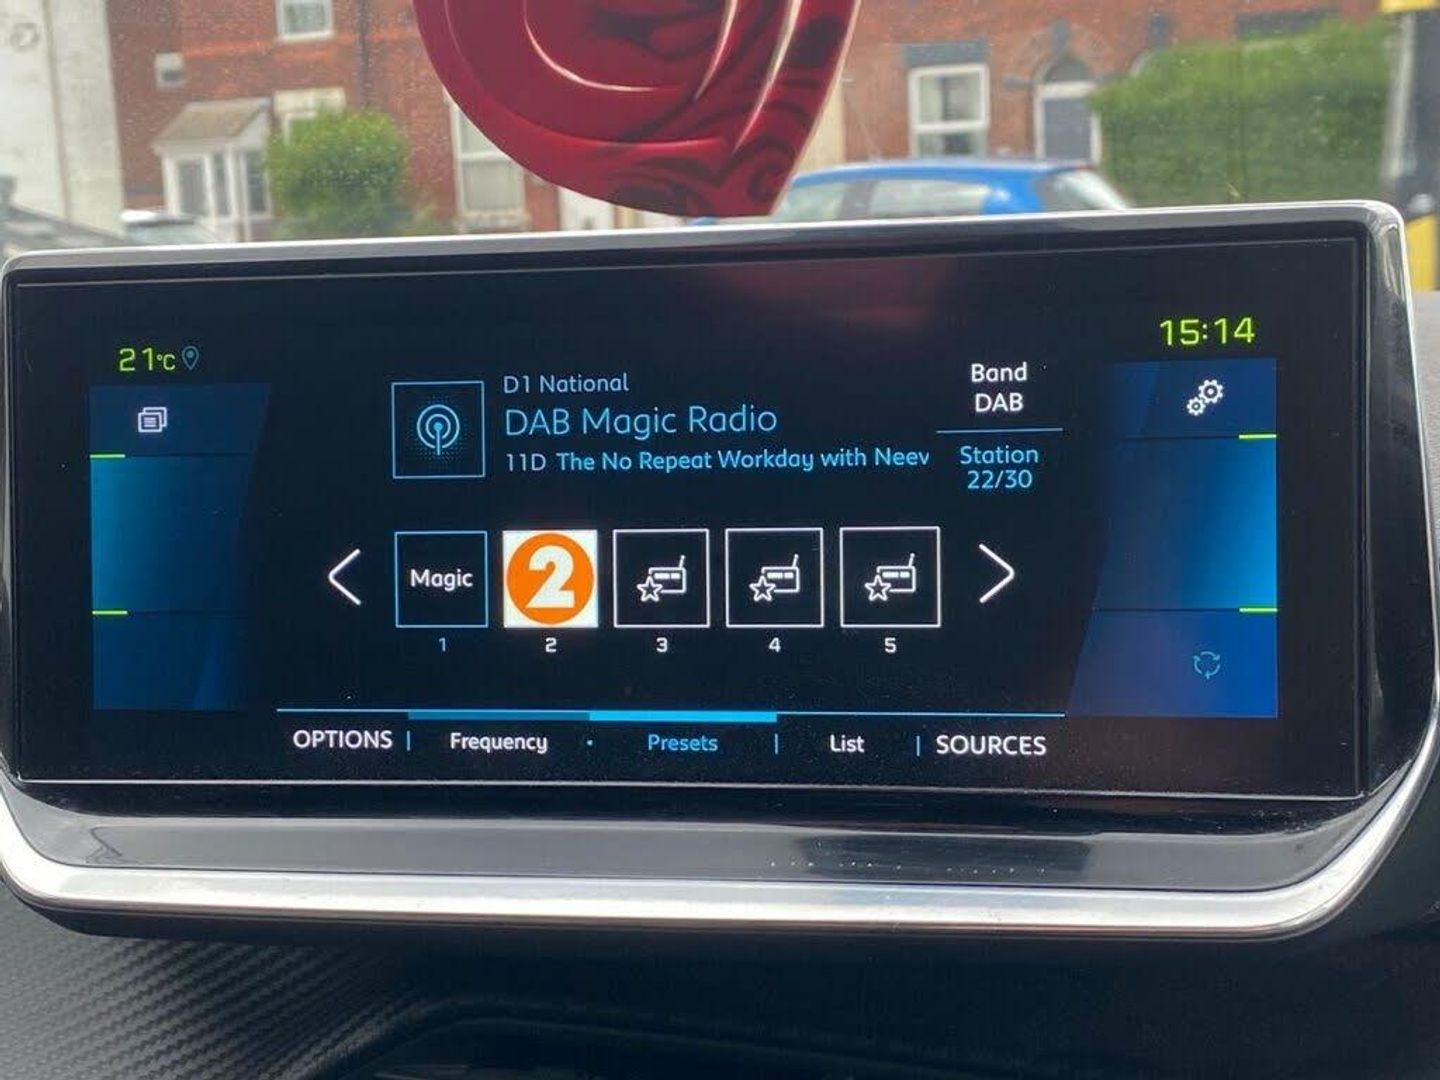 21°C
15:14
D1 National
DAB Magic Radio
11D The No Repeat Workday with Neev
Band
DAB
Station
22/30
Magic
2
1
2
3
4
5
OPTIONS | Frequency • Presets | List | SOURCES